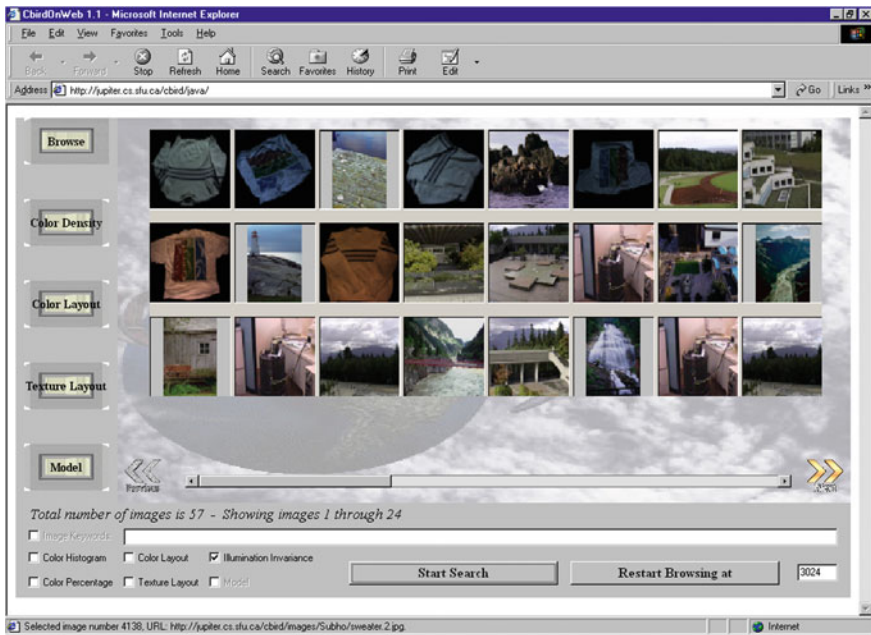 CbirdOnWeb 1.1 - Microsoft Internet Explorer
File Edit View Favorites Tools Help
Back Forward Stop Refresh Home Search Favorites History Print Edit
Address http://jupiter.cs.sfu.ca/cbird/java/ Go Links »
Browse
Color Density
Color Layout
Texture Layout
Model
Previous Next
Total number of images is 57 - Showing images 1 through 24
Image Keywords:
Color Histogram Color Layout Illumination Invariance
Color Percentage Texture Layout Model
Start Search Restart Browsing at 3024
Selected image number 4138, URL: http://jupiter.cs.sfu.ca/cbird/images/Subho/sweater.2.jpg. Internet